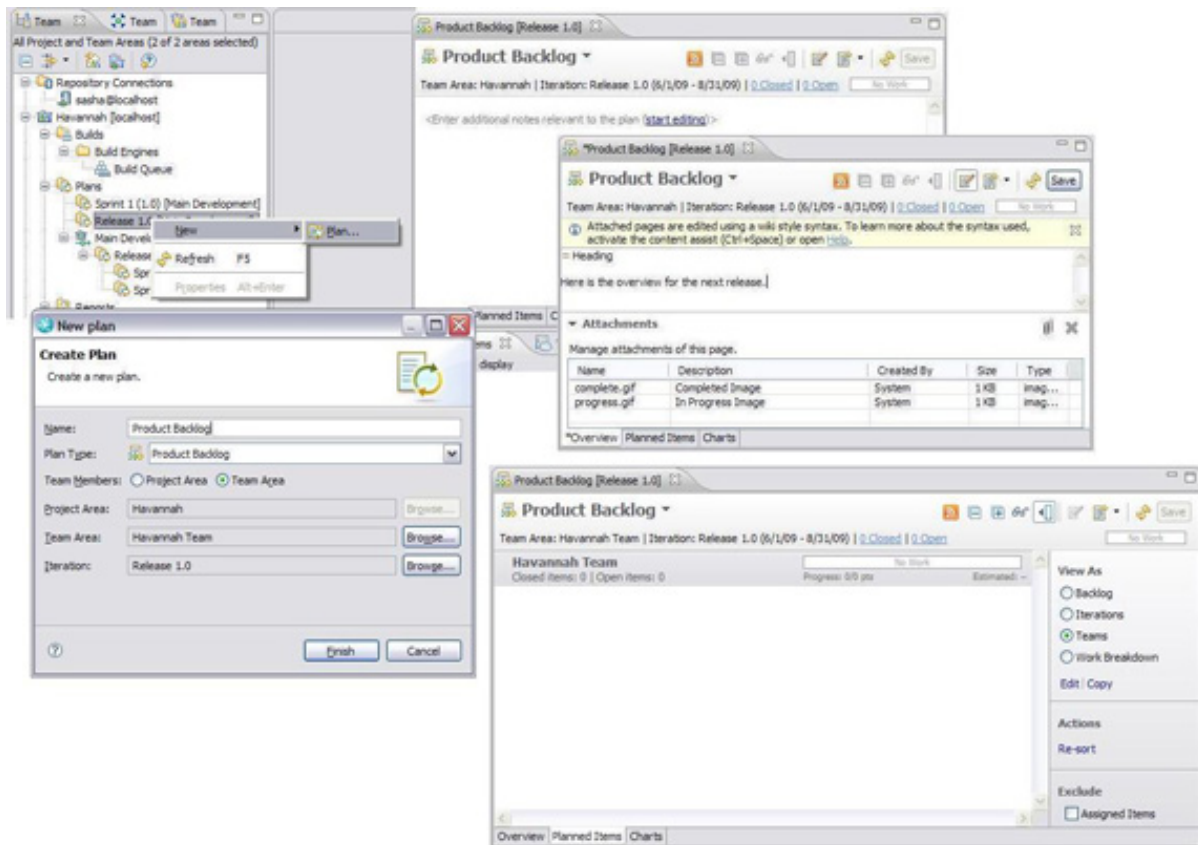 Team
Team
Team
All Project and Team Areas (2 of 2 areas selected)
Repository Connections
sasha@localhost
Havannah [localhost]
Builds
Build Engines
Build Queue
Plans
Sprint 1 (1.0) [Main Development]
Release 1.0
New
Plan...
Main Devel
Release
Refresh F5
Spr
Properties Alt+Enter
Spr
Reports
Product Backlog [Release 1.0]
Product Backlog
Save
Team Area: Havannah | Iteration: Release 1.0 (6/1/09 - 8/31/09) | 0 Closed | 0 Open No Work
<Enter additional notes relevant to the plan (start editing)>
Planned Items
display
*Product Backlog [Release 1.0]
Product Backlog
Save
Team Area: Havannah | Iteration: Release 1.0 (6/1/09 - 8/31/09) | 0 Closed | 0 Open No Work
Attached pages are edited using a wiki style syntax. To learn more about the syntax used,
activate the content assist (Ctrl+Space) or open Help.
= Heading
Here is the overview for the next release.
Attachments
Manage attachments of this page.
Name Description Created By Size Type
complete.gif Completed Image System 1 KB imag...
progress.gif In Progress Image System 1 KB imag...
*Overview Planned Items Charts
New plan
Create Plan
Create a new plan.
Name: Product Backlog
Plan Type: Product Backlog
Team Members: Project Area Team Area
Project Area: Havannah Browse...
Team Area: Havannah Team Browse...
Iteration: Release 1.0 Browse...
Finish Cancel
Product Backlog [Release 1.0]
Product Backlog
Save
Team Area: Havannah Team | Iteration: Release 1.0 (6/1/09 - 8/31/09) | 0 Closed | 0 Open No Work
Havannah Team No Work
Closed items: 0 | Open items: 0 Progress: 0/0 pts Estimated: --
View As
Backlog
Iterations
Teams
Work Breakdown
Edit | Copy
Actions
Re-sort
Exclude
Assigned Items
Overview Planned Items Charts